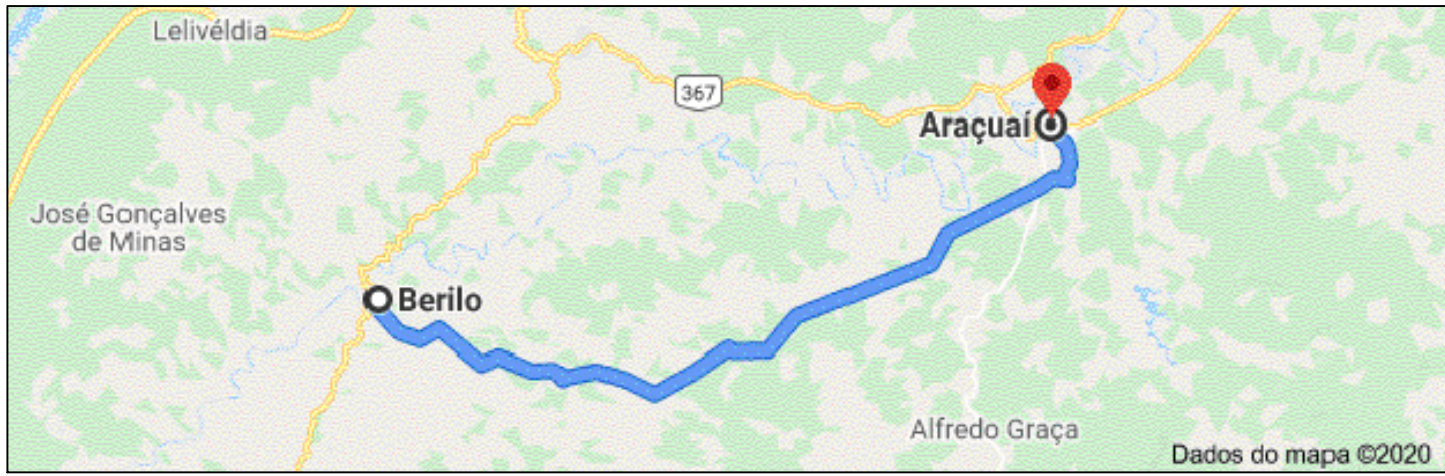 Lelivéldia
367
Araçuaí
José Gonçalves
de Minas
Berilo
Alfredo Graça
Dados do mapa ©2020